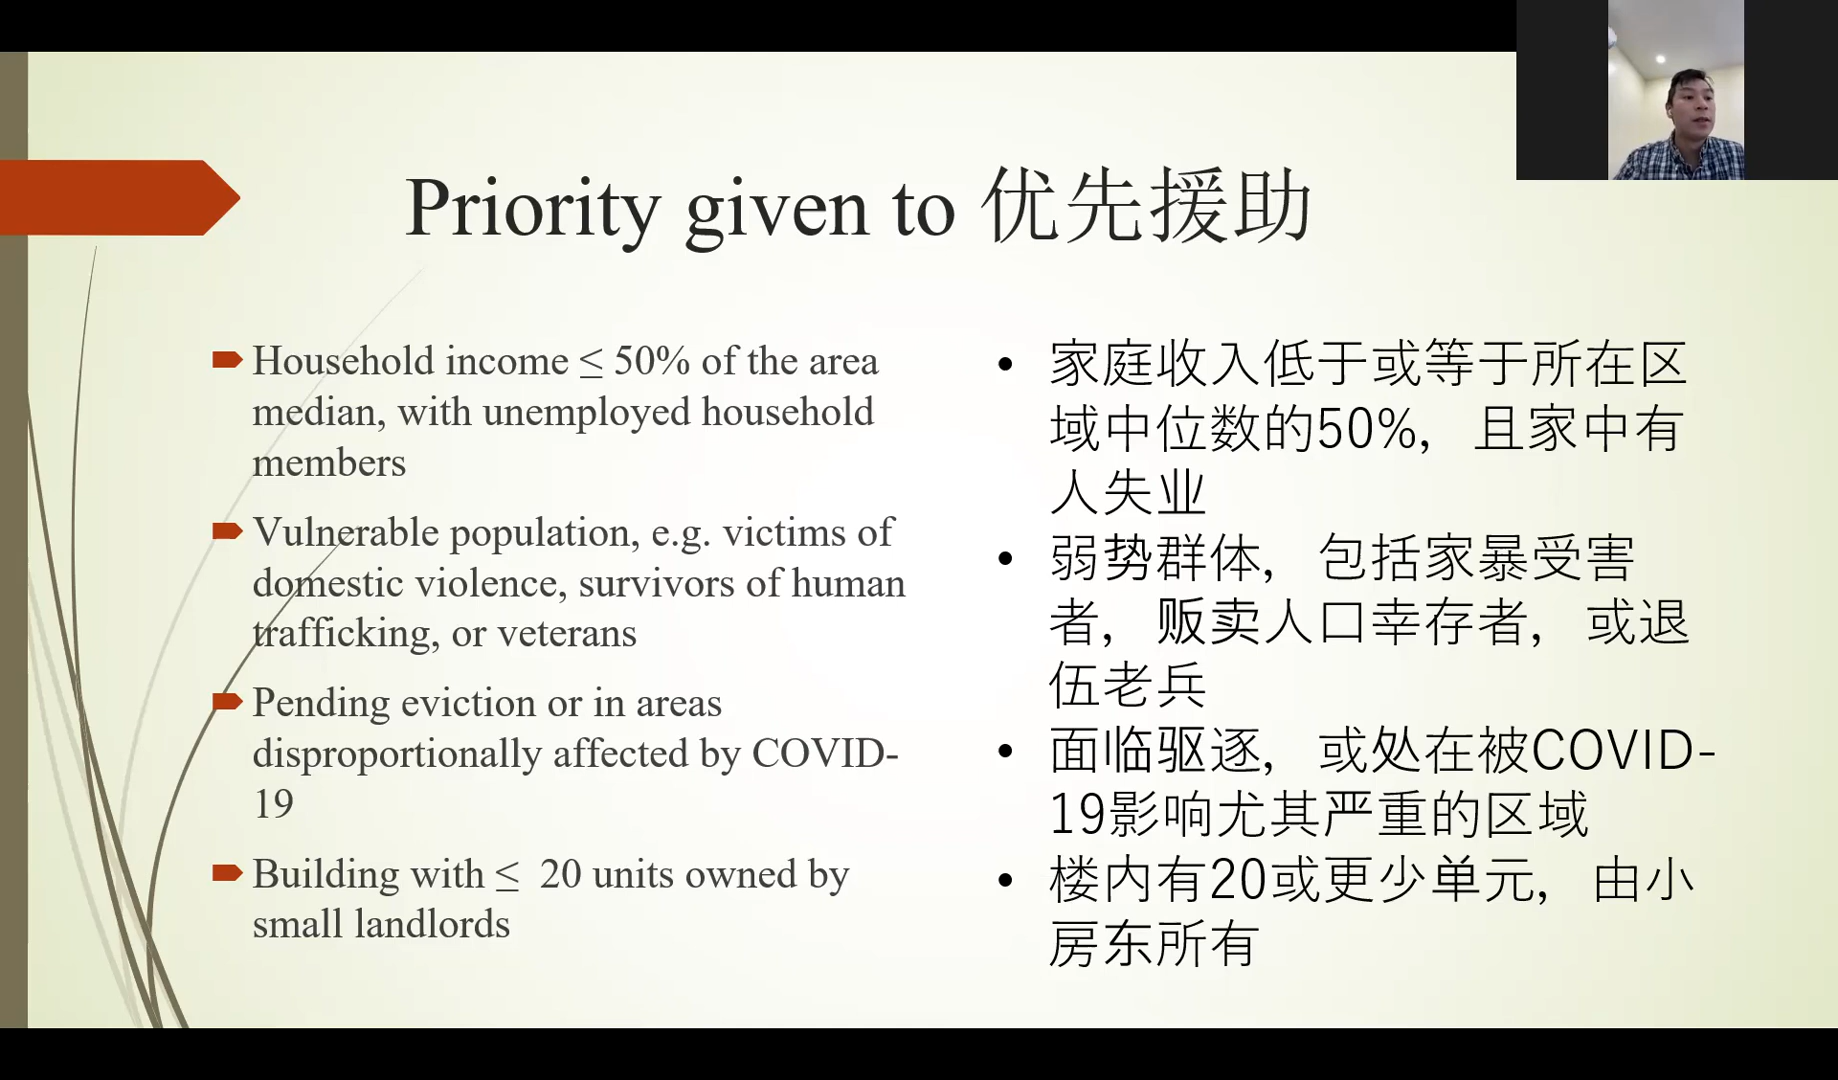 Priority given to 优先援助
Household income ≤ 50% of the area
median, with unemployed household
members
Vulnerable population, e.g. victims of
domestic violence, survivors of human
trafficking, or veterans
Pending eviction or in areas
disproportionally affected by COVID-
19
Building with ≤ 20 units owned by
small landlords
• 家庭收入低于或等于所在区
域中位数的50%，且家中有
人失业
• 弱势群体，包括家暴受害
者，贩卖人口幸存者，或退
伍老兵
• 面临驱逐，或处在被COVID-
19影响尤其严重的区域
• 楼内有20或更少单元，由小
房东所有